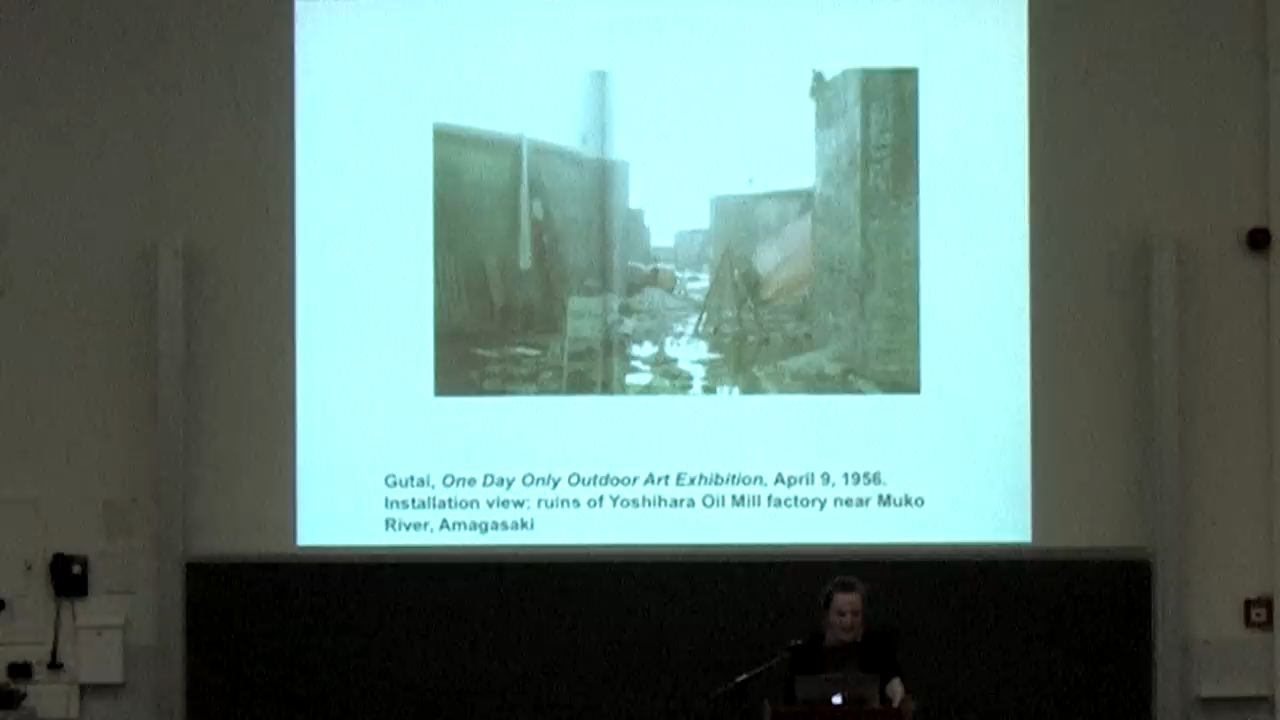 Gutai, One Day Only Outdoor Art Exhibition, April 9, 1956.
Installation view: ruins of Yoshihara Oil Mill factory near Muko
River, Amagasaki